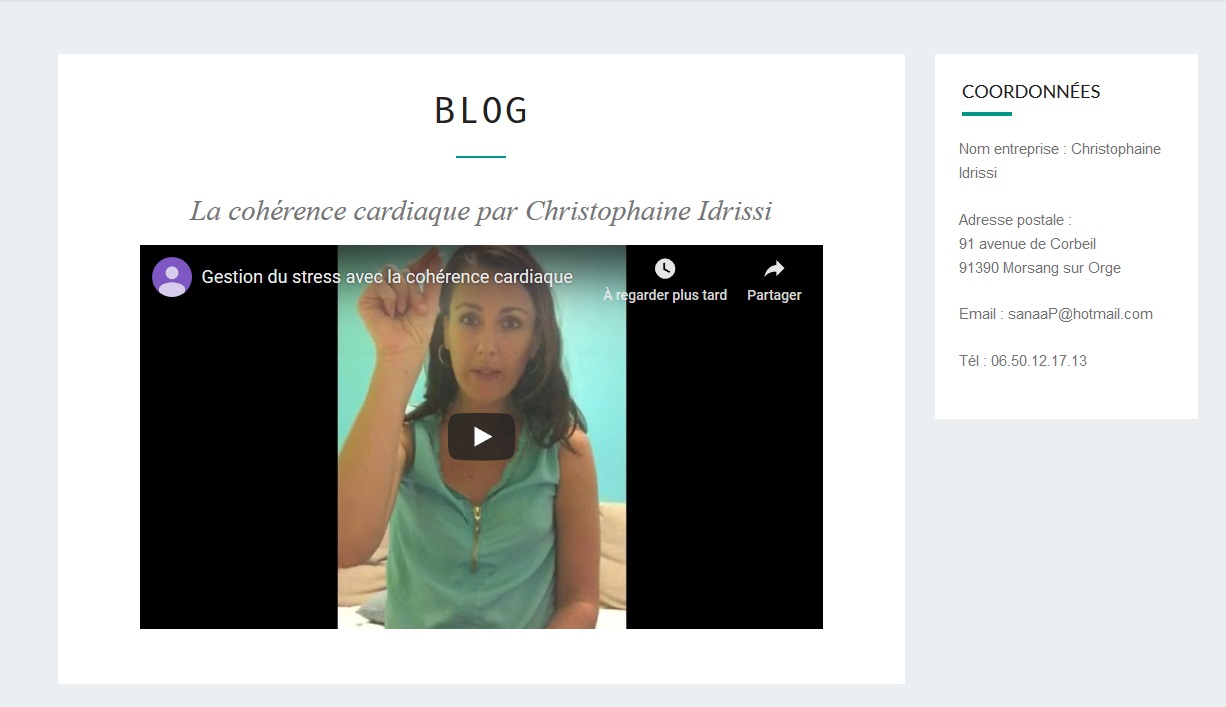 BLOG
La cohérence cardiaque par Christophaine Idrissi
Gestion du stress avec la cohérence cardiaque
À regarder plus tard
Partager
COORDONNÉES
Nom entreprise : Christophaine
Idrissi
Adresse postale :
91 avenue de Corbeil
91390 Morsang sur Orge
Email : sanaaP@hotmail.com
Tél : 06.50.12.17.13